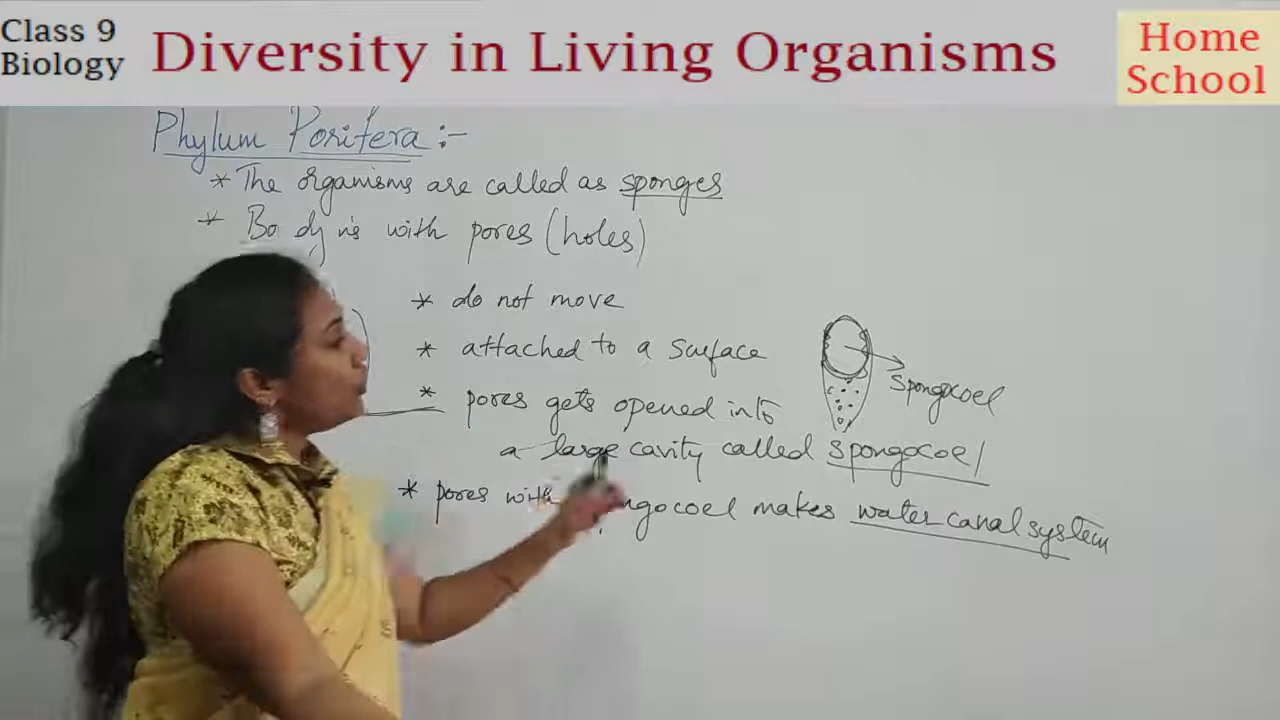 Class 9
Biology
Diversity in Living Organisms
Home
School
Phylum Porifera :-
* The organisms are called as sponges
* Body is with pores (holes)
* do not move
* attached to a surface
* pores gets opened into
a large cavity called spongocoel
* pores with makes water canal system
spongocoel